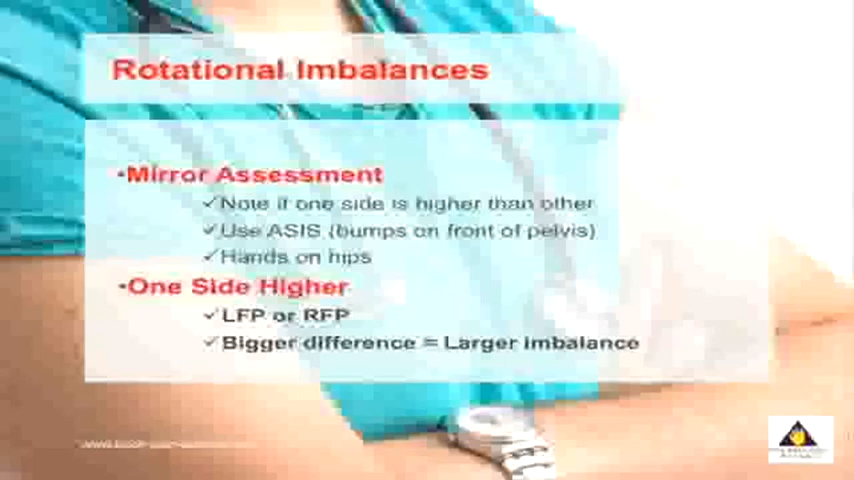 Rotational Imbalances
•Mirror Assessment
✓Note if one side is higher than other
✓Use ASIS (bumps on front of pelvis)
✓Hands on hips
•One Side Higher
✓LFP or RFP
✓Bigger difference = Larger imbalance